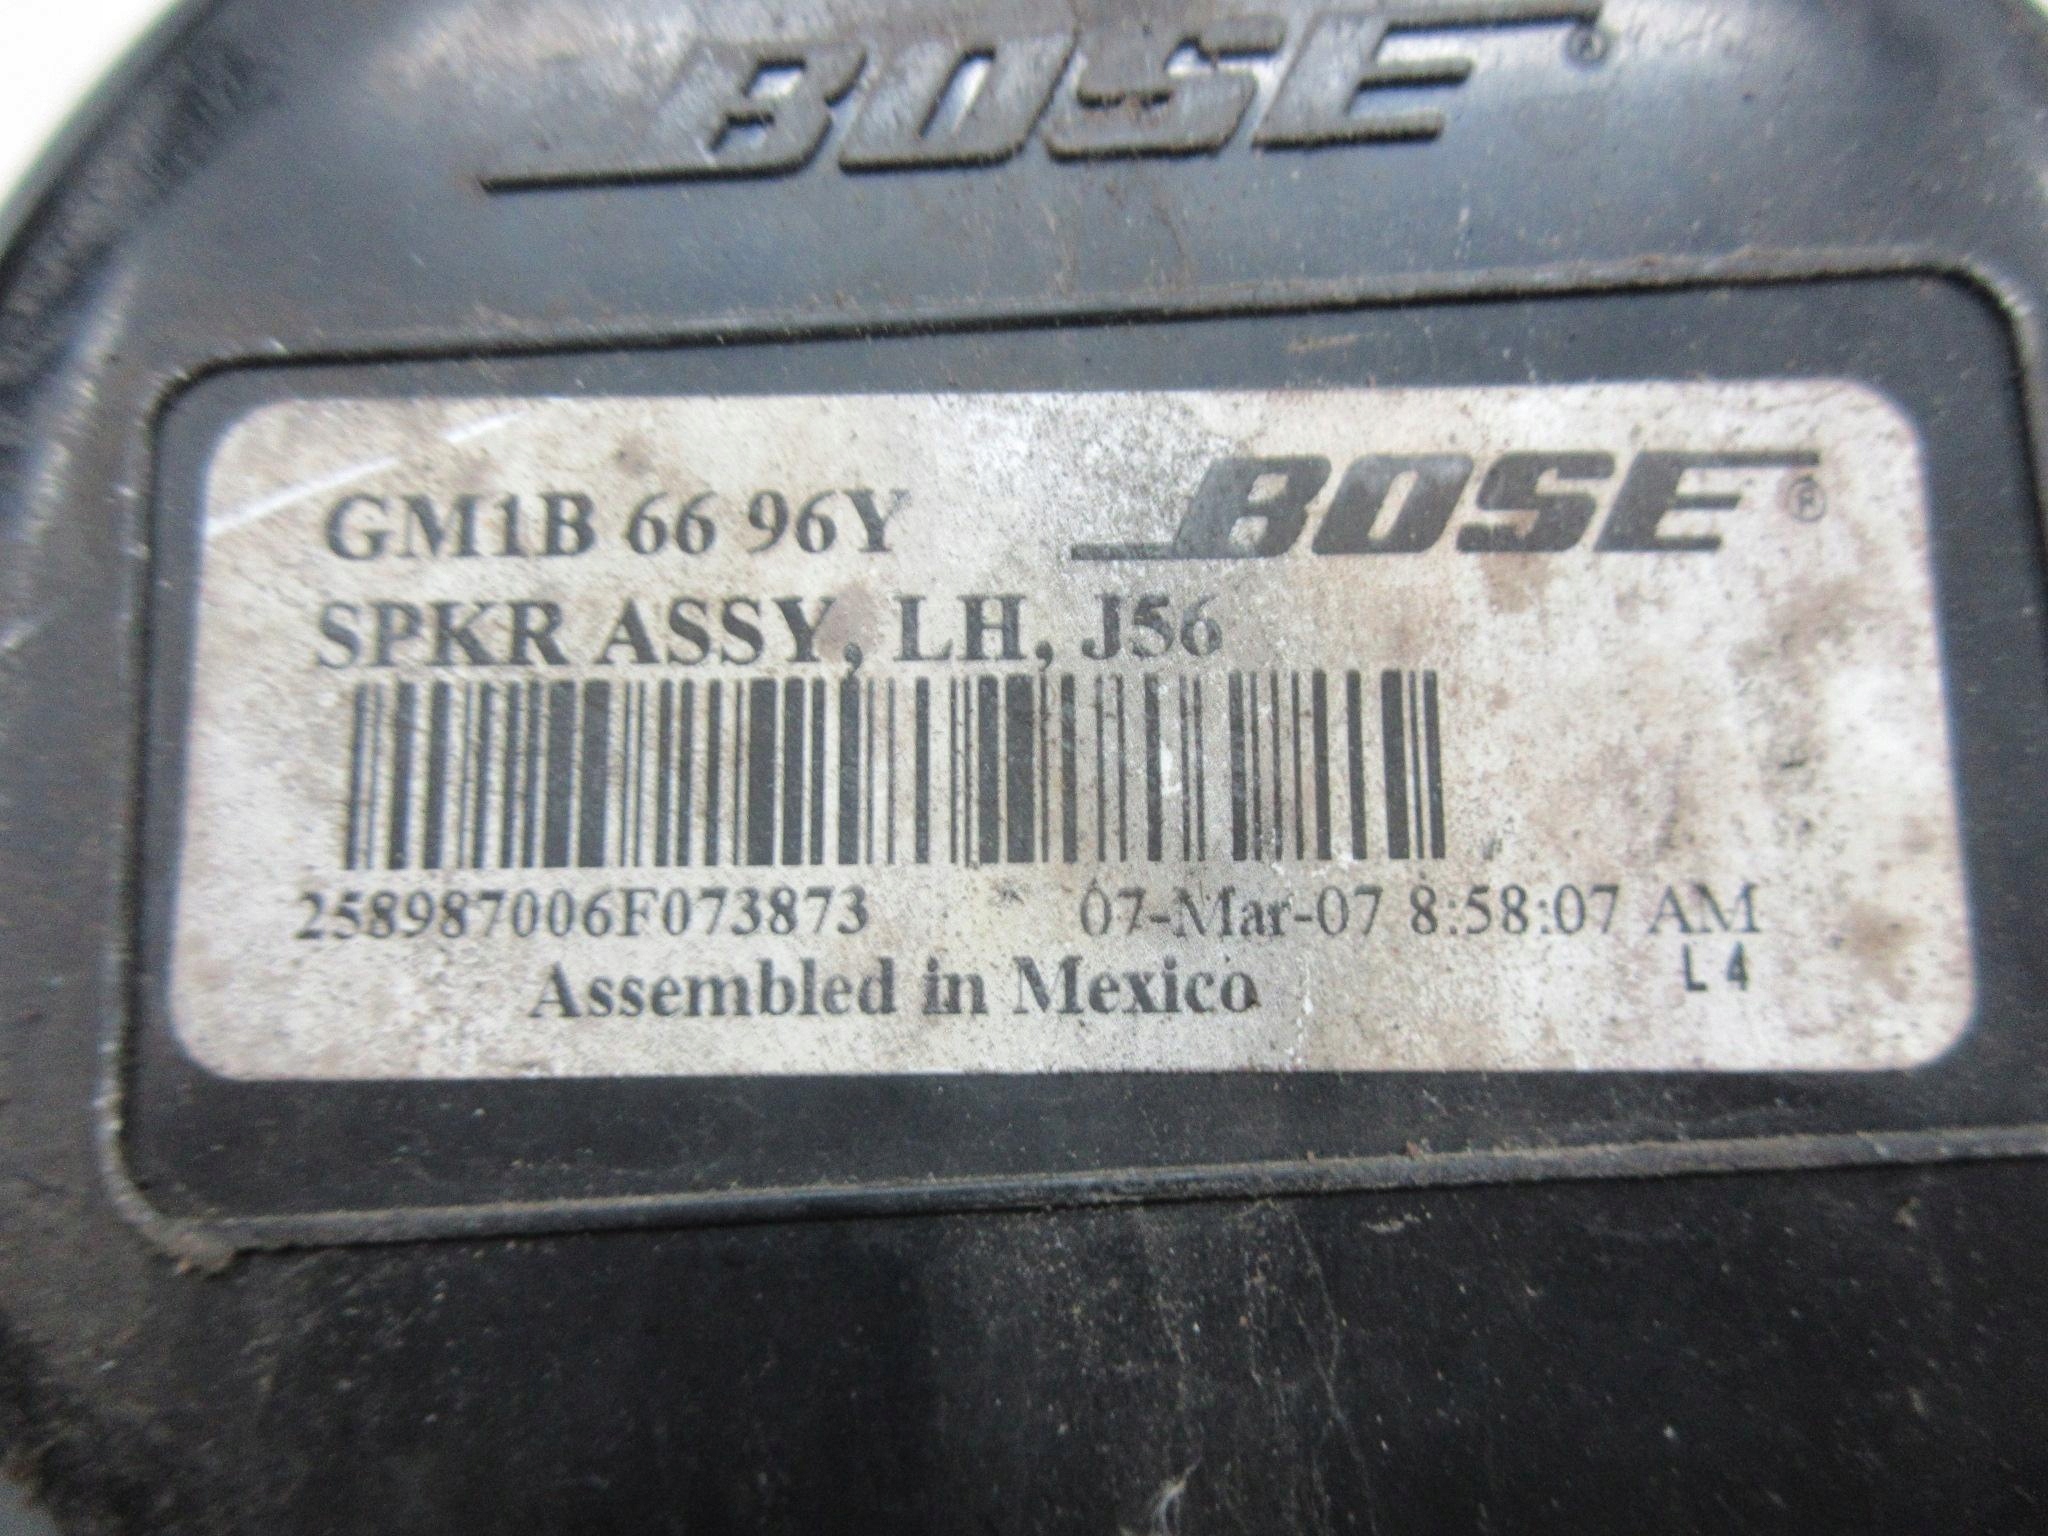 BOSE®
GM1B 66 96Y BOSE®
SPKR ASSY, LH, J56
258987006F073873 07-Mar-07 8:58:07 AM
L4
Assembled in Mexico